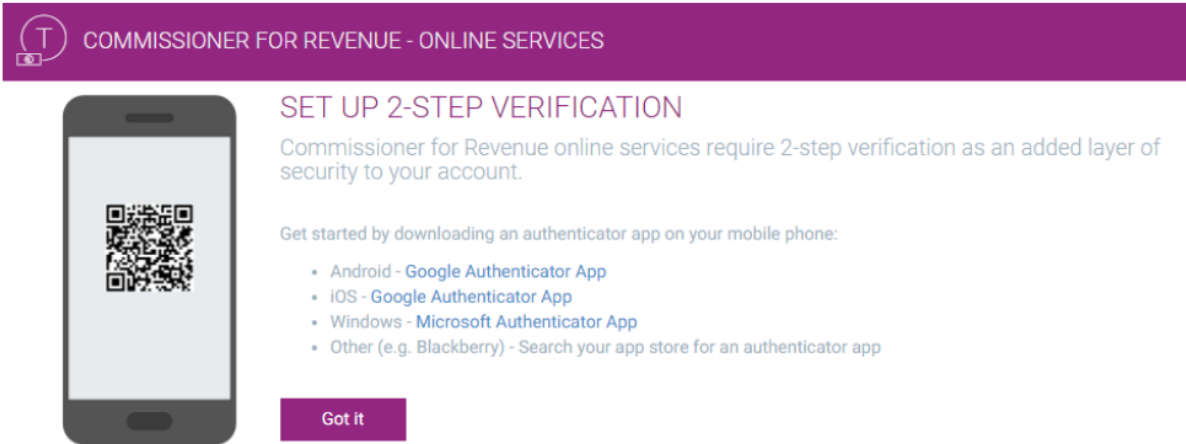 T
COMMISSIONER FOR REVENUE - ONLINE SERVICES
SET UP 2-STEP VERIFICATION
Commissioner for Revenue online services require 2-step verification as an added layer of
security to your account.
Get started by downloading an authenticator app on your mobile phone:
• Android - Google Authenticator App
• iOS - Google Authenticator App
• Windows - Microsoft Authenticator App
• Other (e.g. Blackberry) - Search your app store for an authenticator app
Got it